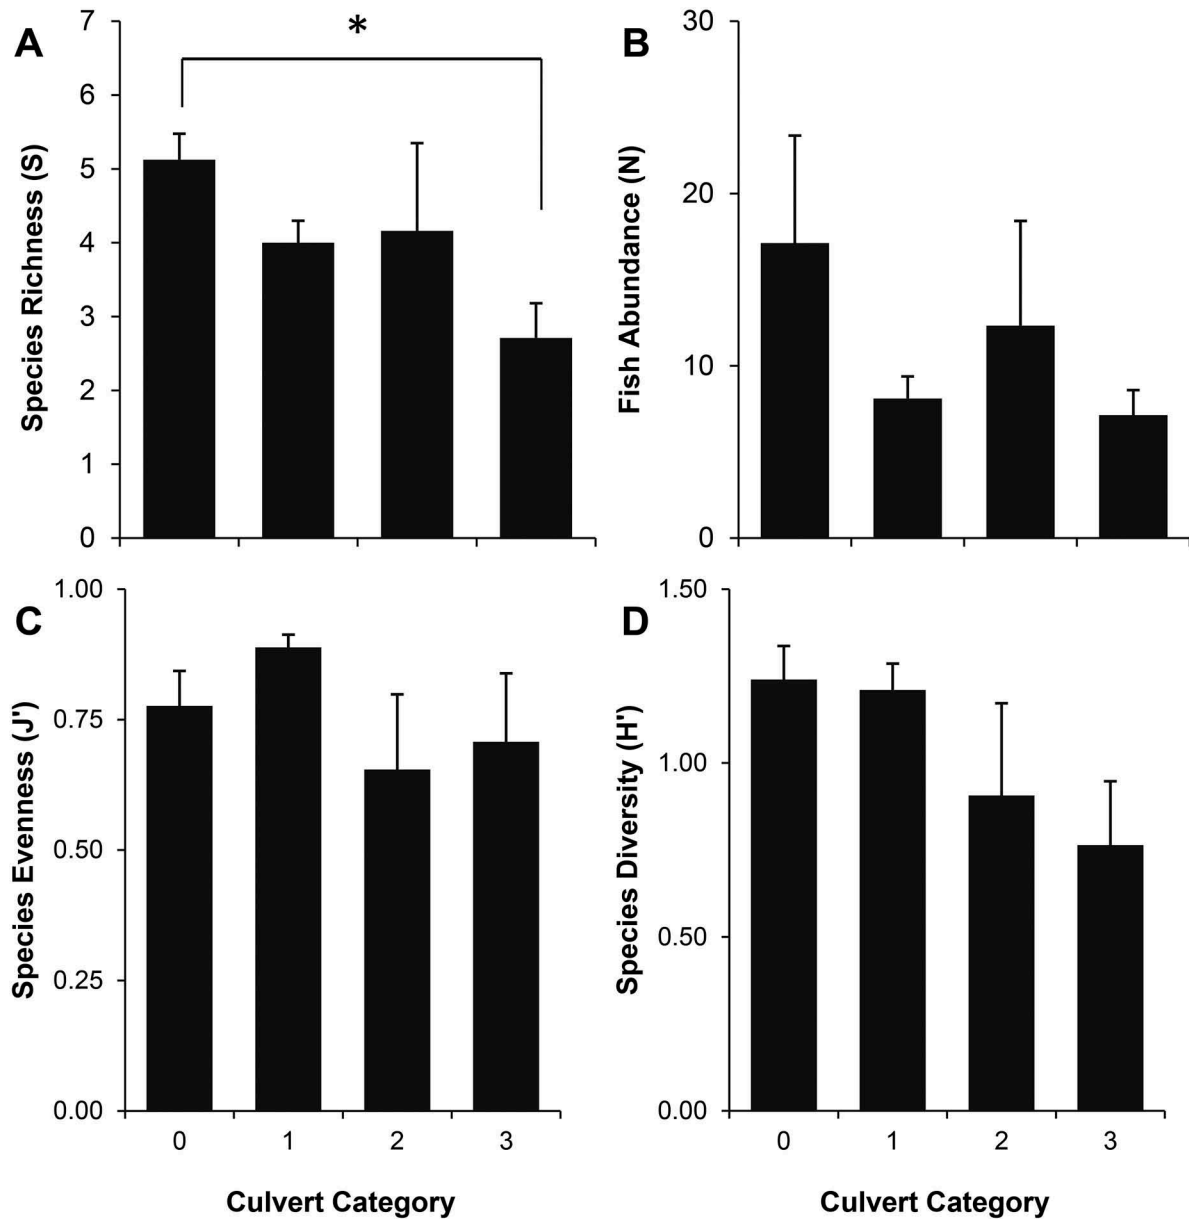 A
Species Richness (S)
7
6
5
4
3
2
1
0
*
B
Fish Abundance (N)
30
20
10
0
C
Species Evenness (J')
1.00
0.75
0.50
0.25
0.00
0 1 2 3
Culvert Category
D
Species Diversity (H')
1.50
1.00
0.50
0.00
0 1 2 3
Culvert Category